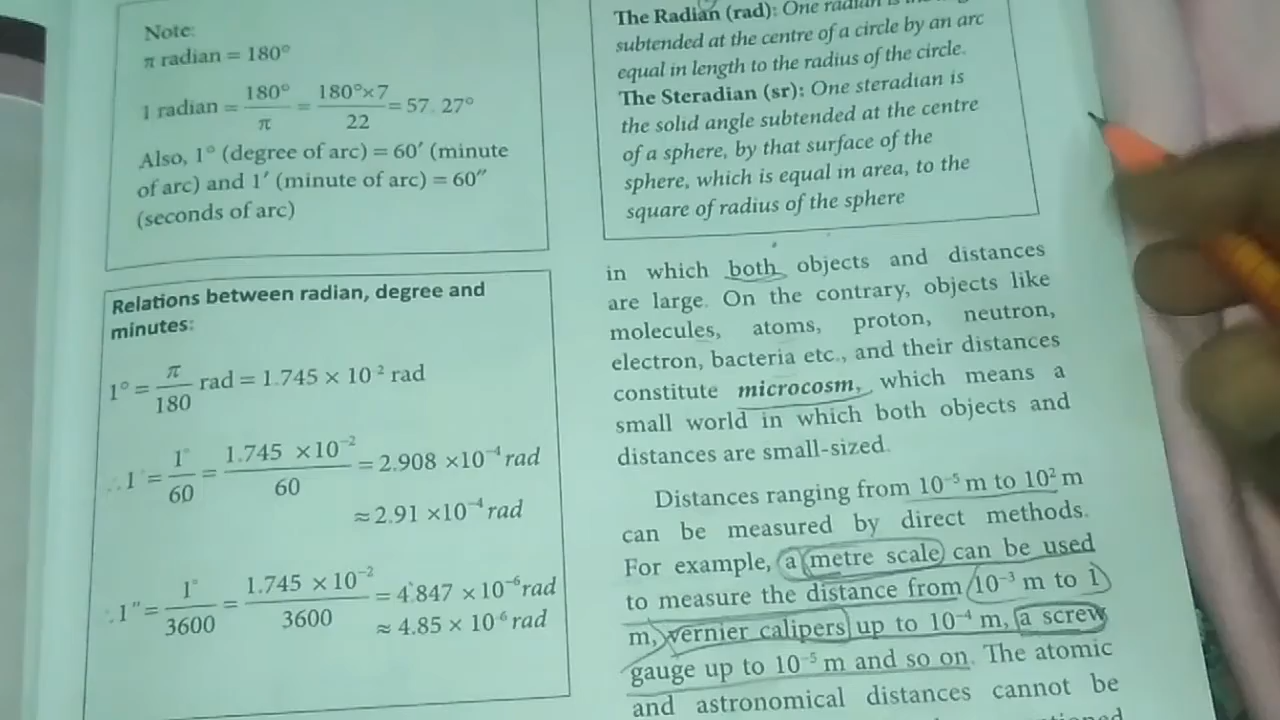 Note:
π radian = 180°
1 radian = 180°/π = 180°×7/22 = 57.27°
Also, 1° (degree of arc) = 60′ (minute
of arc) and 1′ (minute of arc) = 60″
(seconds of arc)
Relations between radian, degree and
minutes:
1° = π/180 rad = 1.745 × 10⁻² rad
∴ 1′ = 1°/60 = 1.745 ×10⁻²/60 = 2.908 ×10⁻⁴ rad
≈ 2.91 ×10⁻⁴ rad
∴ 1″ = 1°/3600 = 1.745 ×10⁻²/3600 = 4.847 ×10⁻⁶ rad
≈ 4.85 × 10⁻⁶ rad
The Radian (rad): One radian is the
subtended at the centre of a circle by an arc
equal in length to the radius of the circle.
The Steradian (sr): One steradian is
the solid angle subtended at the centre
of a sphere, by that surface of the
sphere, which is equal in area, to the
square of radius of the sphere
in which both objects and distances
are large. On the contrary, objects like
molecules, atoms, proton, neutron,
electron, bacteria etc., and their distances
constitute microcosm, which means a
small world in which both objects and
distances are small-sized.
Distances ranging from 10⁻⁵ m to 10² m
can be measured by direct methods.
For example, a metre scale can be used
to measure the distance from 10⁻³ m to 1
m, vernier calipers up to 10⁻⁴ m, a screw
gauge up to 10⁻⁵ m and so on. The atomic
and astronomical distances cannot be